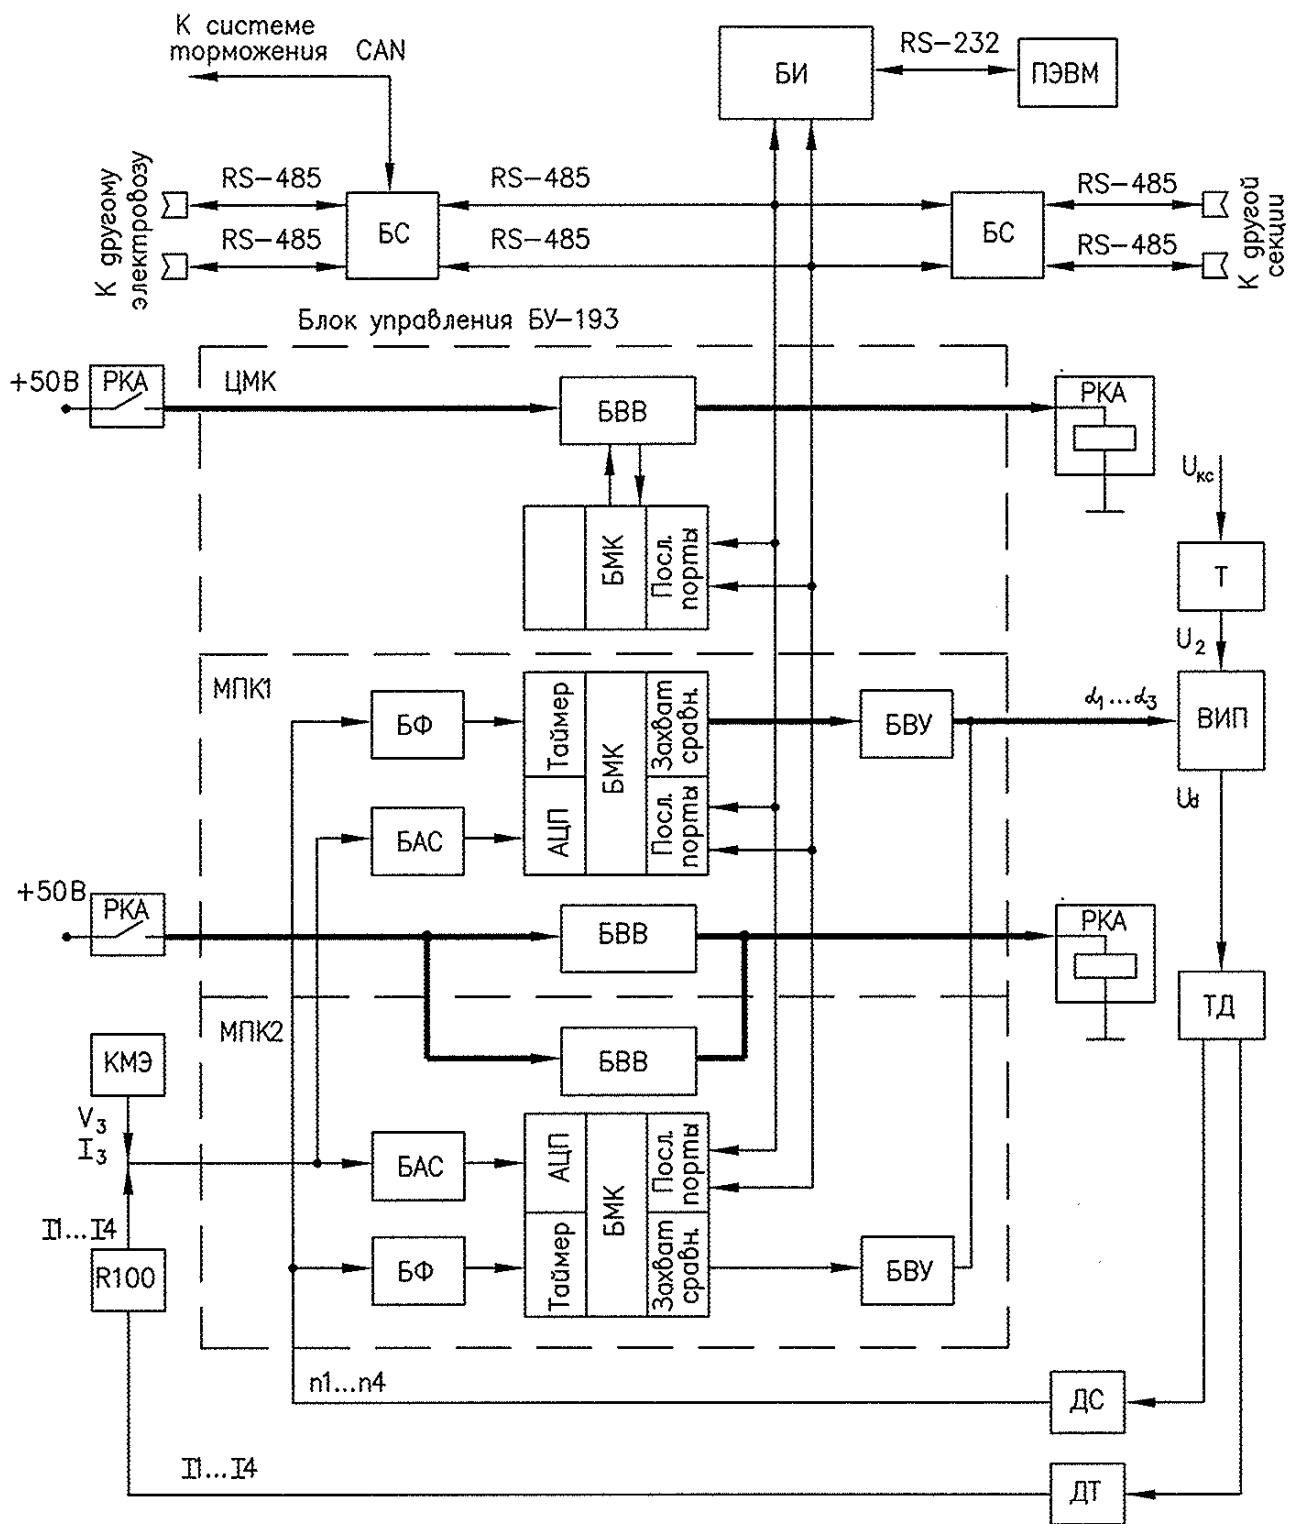 К системе
торможения CAN
БИ
RS-232
ПЭВМ
К другому
электровозу
RS-485
RS-485
БС
RS-485
RS-485
БС
RS-485
RS-485
К другой
секции
Блок управления БУ-193
+50В
РКА
ЦМК
БВВ
РКА
БМК
Посл.
порты
Uкс
Т
U2
МПК1
БФ
Таймер
БМК
Захват
сравн.
БВУ
α1...α3
ВИП
БАС
АЦП
Посл.
порты
Ud
+50В
РКА
БВВ
РКА
ТД
МПК2
КМЭ
БВВ
V3
I3
БАС
АЦП
БМК
Посл.
порты
I1...I4
R100
БФ
Таймер
Захват
сравн.
БВУ
n1...n4
ДС
I1...I4
ДТ